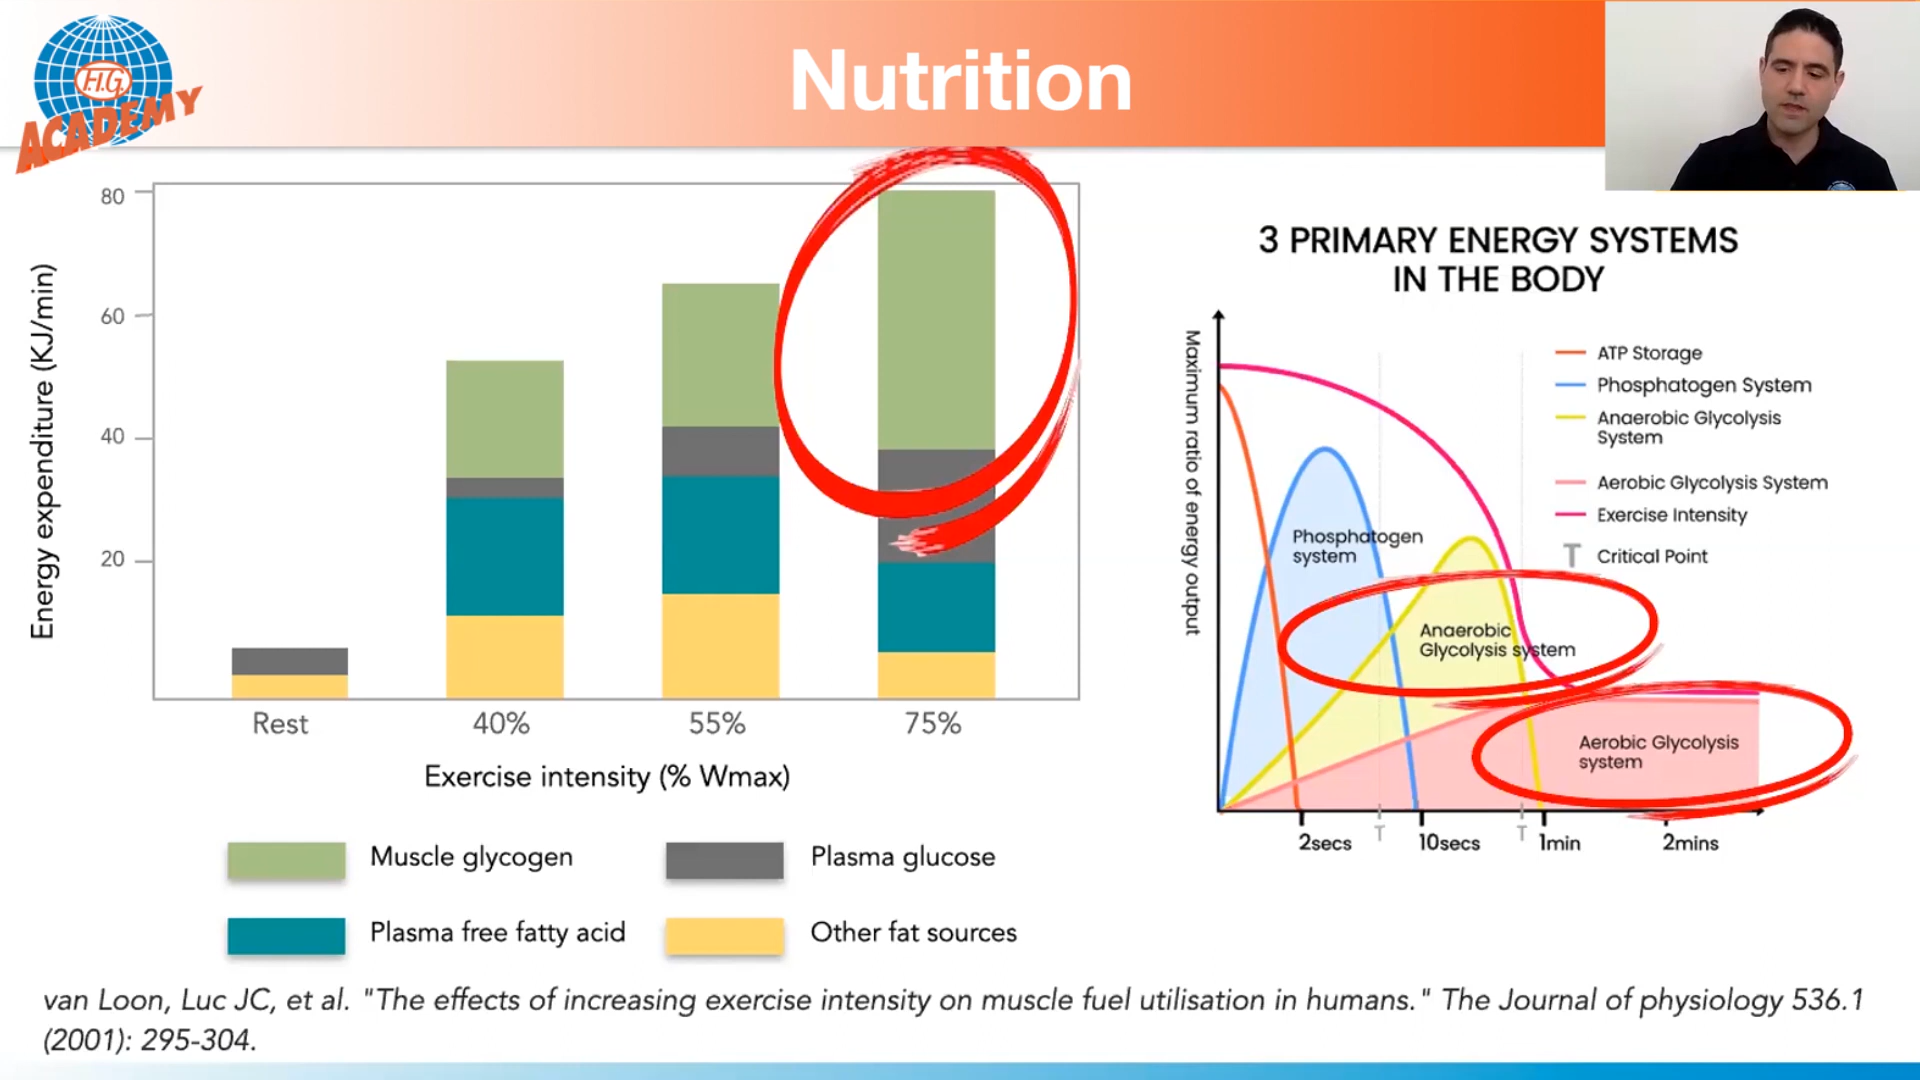 F.I.G.
ACADEMY
Nutrition
80
60
40
20
Energy expenditure (KJ/min)
Rest
40%
55%
75%
Exercise intensity (% Wmax)
Muscle glycogen
Plasma glucose
Plasma free fatty acid
Other fat sources
3 PRIMARY ENERGY SYSTEMS
IN THE BODY
Maximum ratio of energy output
ATP Storage
Phosphatogen System
Anaerobic Glycolysis
System
Aerobic Glycolysis System
Exercise Intensity
T Critical Point
Phosphatogen
system
Anaerobic
Glycolysis system
Aerobic Glycolysis
system
2secs
T
10secs
T
1min
2mins
van Loon, Luc JC, et al. "The effects of increasing exercise intensity on muscle fuel utilisation in humans." The Journal of physiology 536.1
(2001): 295-304.